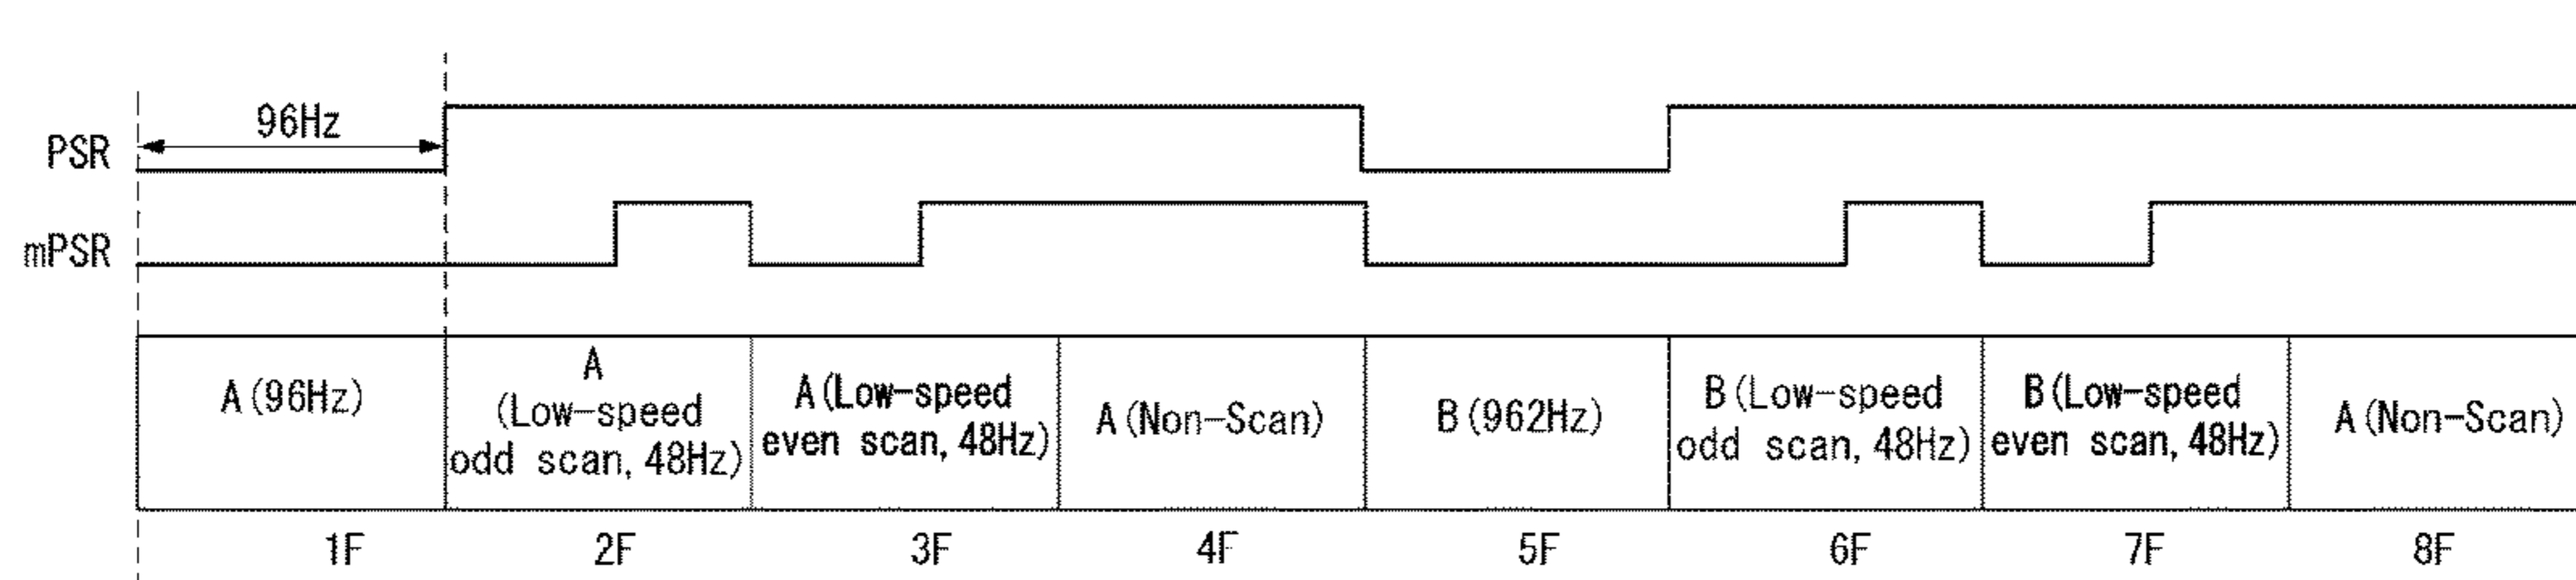 96Hz
PSR
mPSR
A(96Hz)
A
(Low-speed
odd scan, 48Hz)
A(Low-speed
even scan, 48Hz)
A(Non-Scan)
B(962Hz)
B(Low-speed
odd scan, 48Hz)
B(Low-speed
even scan, 48Hz)
A(Non-Scan)
1F 2F 3F 4F 5F 6F 7F 8F